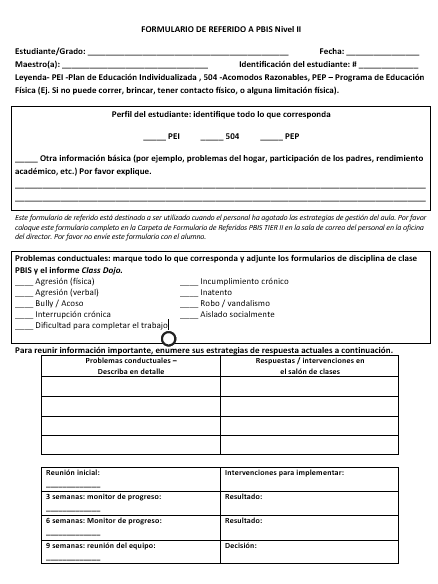 FORMULARIO DE REFERIDO A PBIS Nivel II
Estudiante/Grado: ______________________________ Fecha: ________________
Maestro(a): ______________________________ Identificación del estudiante: # _____________
Leyenda- PEI -Plan de Educación Individualizada , 504 -Acomodos Razonables, PEP – Programa de Educación
Física (Ej. Si no puede correr, brincar, tener contacto físico, o alguna limitación física).
Perfil del estudiante: identifique todo lo que corresponda
_____ PEI _____ 504 _____ PEP
_____ Otra información básica (por ejemplo, problemas del hogar, participación de los padres, rendimiento
académico, etc.) Por favor explique.
Este formulario de referido está destinado a ser utilizado cuando el personal ha agotado las estrategias de gestión del aula. Por favor
coloque este formulario completo en la Carpeta de Formulario de Referidos PBIS TIER II en la sala de correo del personal en la oficina
del director. Por favor no envíe este formulario con el alumno.
Problemas conductuales: marque todo lo que corresponda y adjunte los formularios de disciplina de clase
PBIS y el informe Class Dojo.
____ Agresión (física) ____ Incumplimiento crónico
____ Agresión (verbal) ____ Inatento
____ Bully / Acoso ____ Robo / vandalismo
____ Interrupción crónica ____ Aislado socialmente
____ Dificultad para completar el trabajo
Para reunir información importante, enumere sus estrategias de respuesta actuales a continuación.
Problemas conductuales – Respuestas / intervenciones en
Describa en detalle el salón de clases
Reunión inicial: Intervenciones para implementar:
_____________
3 semanas: monitor de progreso: Resultado:
_____________
6 semanas: Monitor de progreso: Resultado:
_____________
9 semanas: reunión del equipo: Decisión:
_____________